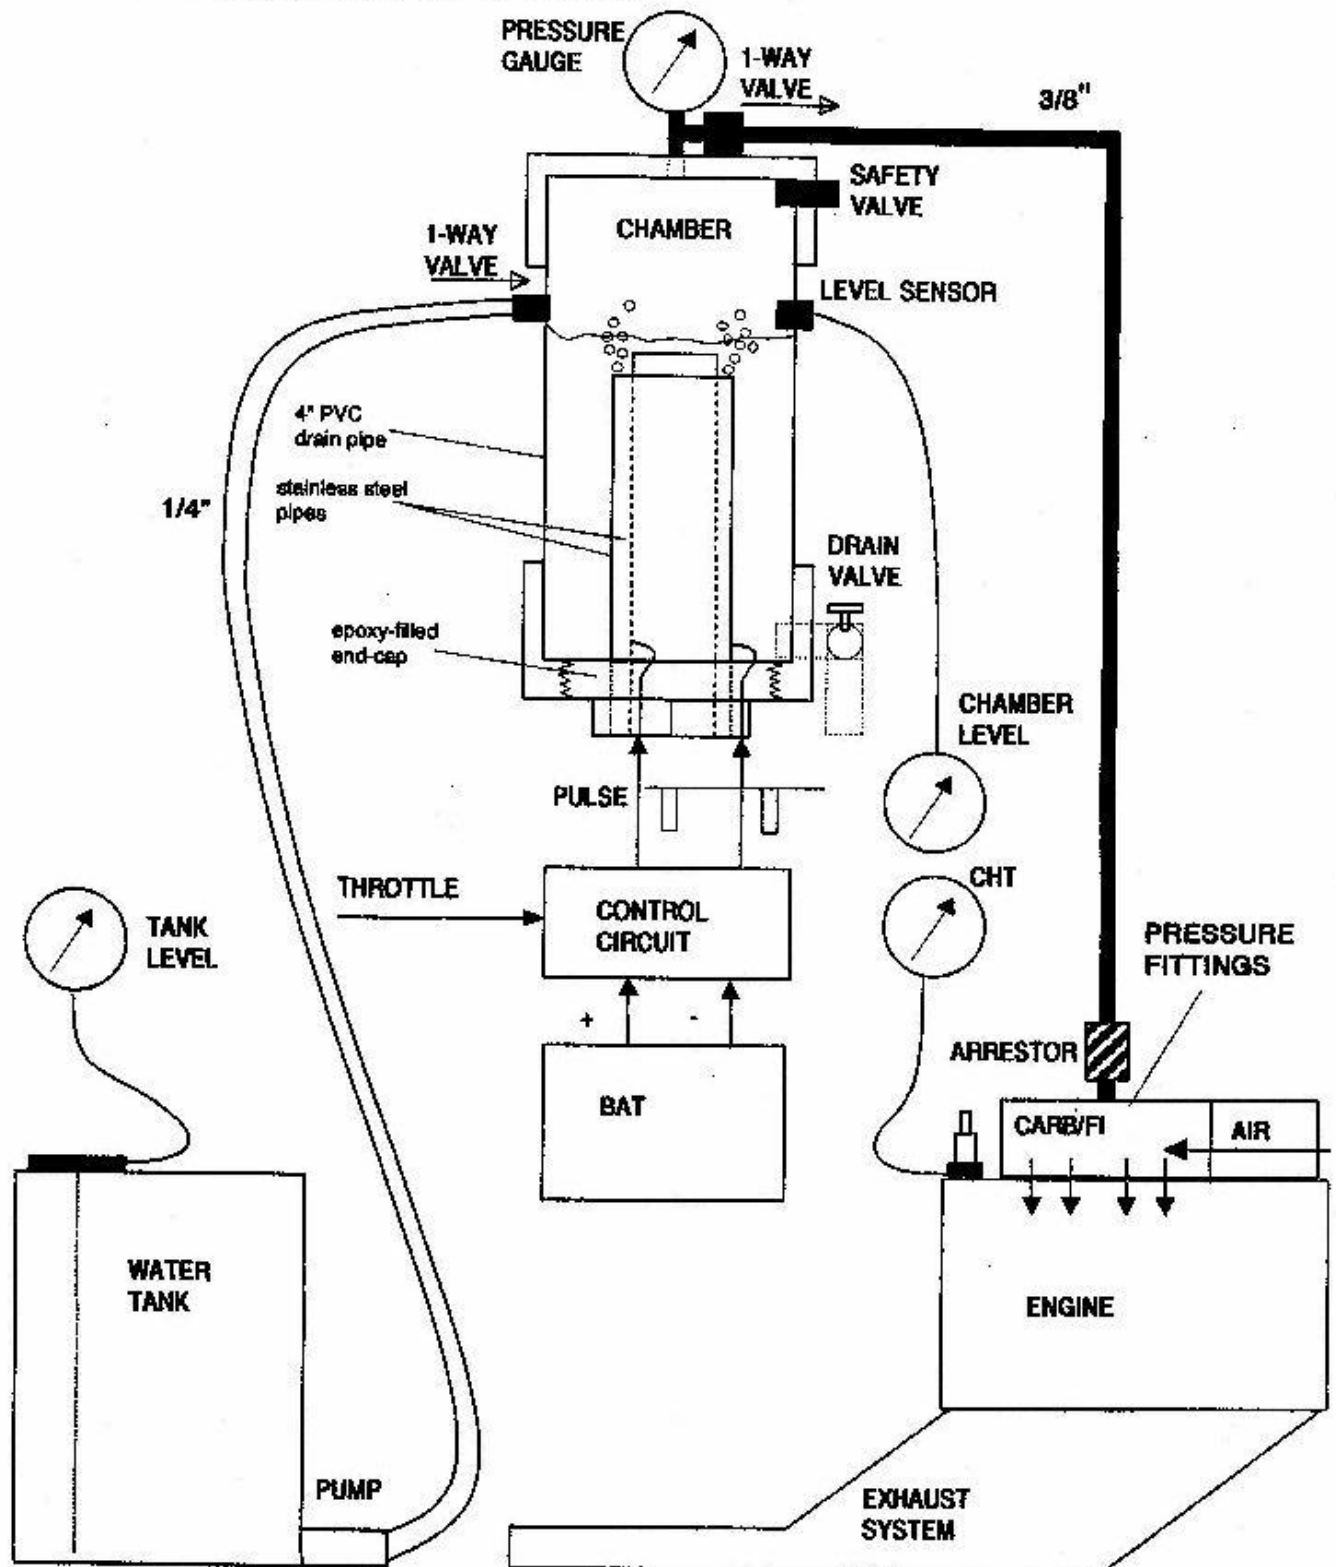 PRESSURE
GAUGE
1-WAY
VALVE
3/8"
SAFETY
VALVE
CHAMBER
1-WAY
VALVE
LEVEL SENSOR
4" PVC
drain pipe
stainless steel
pipes
1/4"
DRAIN
VALVE
epoxy-filled
end-cap
CHAMBER
LEVEL
PULSE
THROTTLE
CONTROL
CIRCUIT
CHT
TANK
LEVEL
PRESSURE
FITTINGS
+ -
ARRESTOR
BAT
CARB/FI
AIR
WATER
TANK
ENGINE
PUMP
EXHAUST
SYSTEM